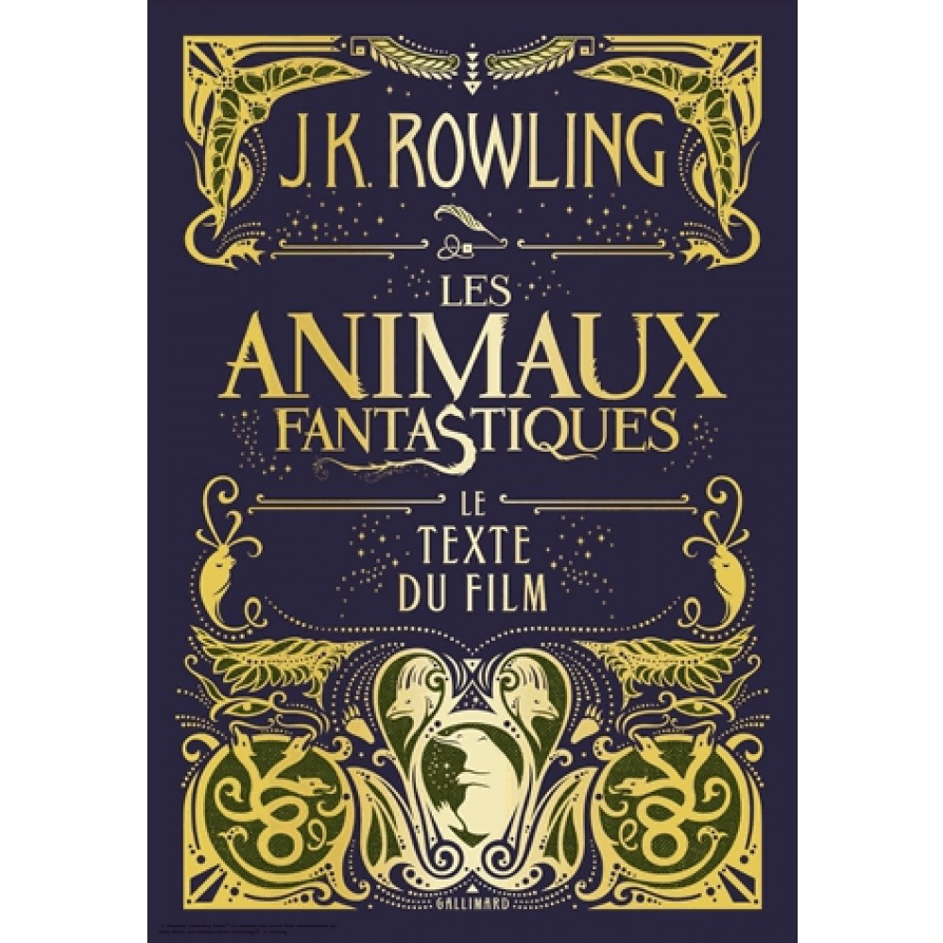 J.K. ROWLING
LES
ANIMAUX
FANTASTIQUES
LE
TEXTE
DU FILM
GALLIMARD